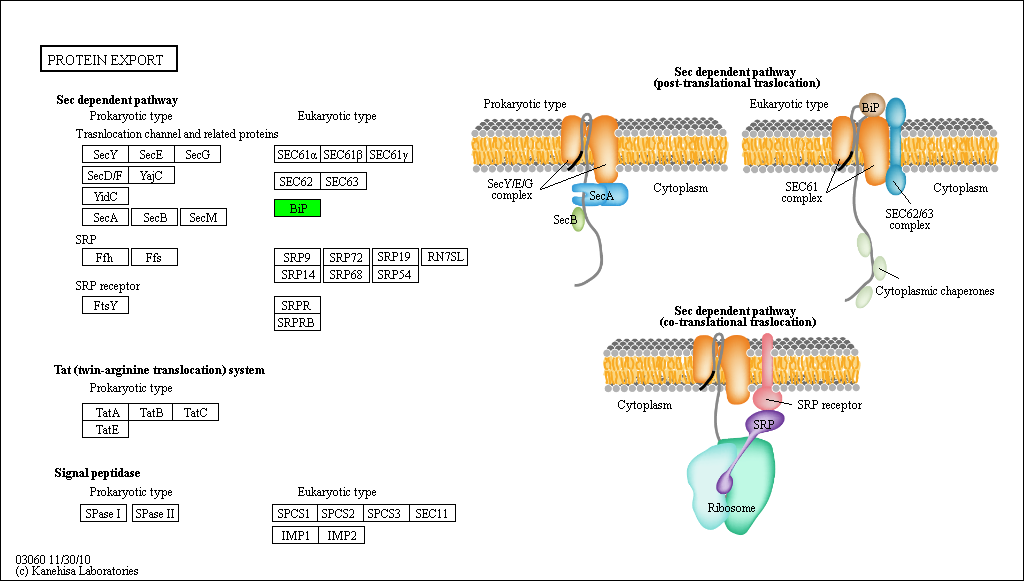 PROTEIN EXPORT
Sec dependent pathway
Prokaryotic type
Eukaryotic type
Trasnlocation channel and related proteins
SecY SecE SecG
SEC61α SEC61β SEC61γ
SecD/F YajC
SEC62 SEC63
YidC
BiP
SecA SecB SecM
SRP
Ffh Ffs
SRP9 SRP72 SRP19 RN7SL
SRP14 SRP68 SRP54
SRP receptor
FtsY
SRPR
SRPRB
Tat (twin-arginine translocation) system
Prokaryotic type
TatA TatB TatC
TatE
Signal peptidase
Prokaryotic type
Eukaryotic type
SPase I SPase II
SPCS1 SPCS2 SPCS3 SEC11
IMP1 IMP2
03060 11/30/10
(c) Kanehisa Laboratories
Sec dependent pathway
(post-translational traslocation)
Prokaryotic type
SecY/E/G
complex
SecA
SecB
Cytoplasm
Eukaryotic type
BiP
SEC61
complex
Cytoplasm
SEC62/63
complex
Cytoplasmic chaperones
Sec dependent pathway
(co-translational traslocation)
Cytoplasm
SRP receptor
SRP
Ribosome